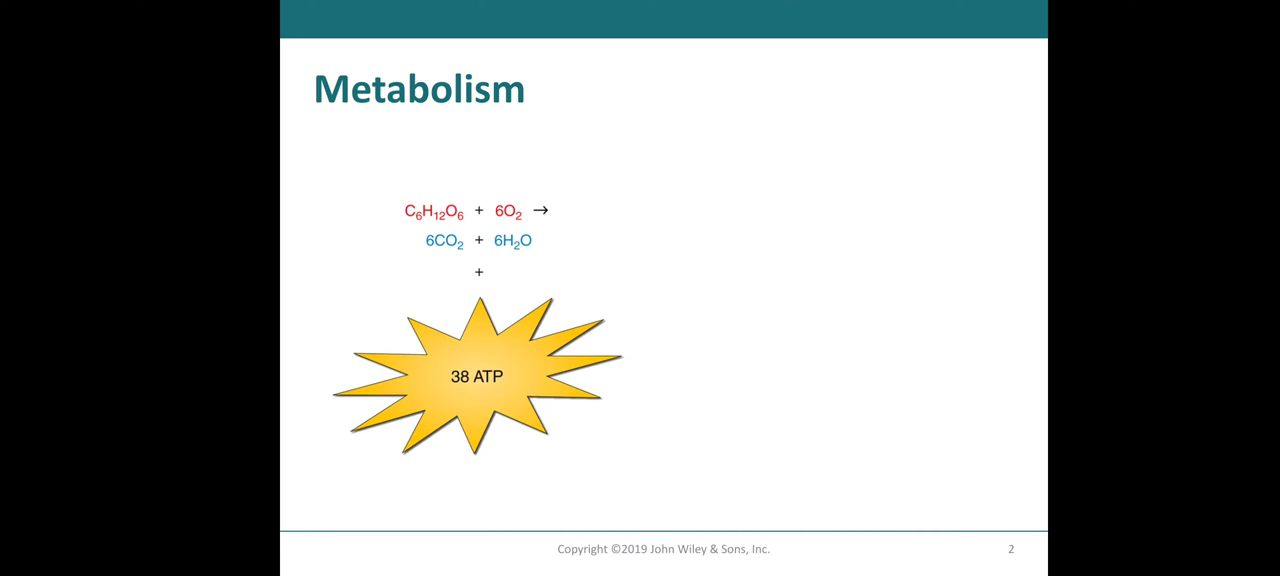 Metabolism
C₆H₁₂O₆ + 6O₂ →
6CO₂ + 6H₂O
+
38 ATP
Copyright ©2019 John Wiley & Sons, Inc. 2